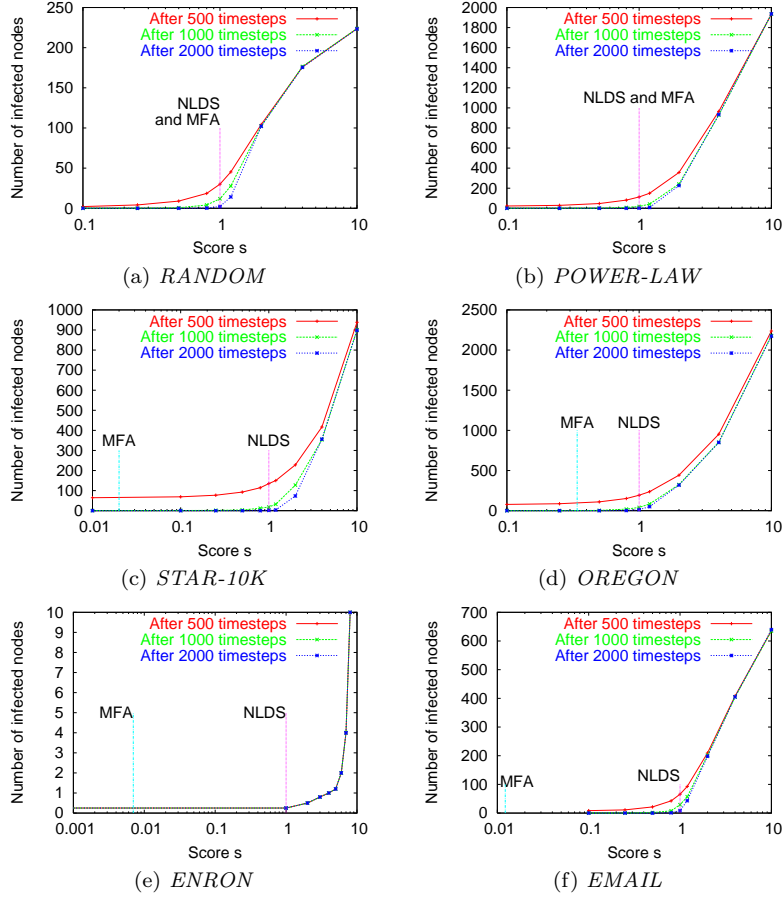 250
200
150
100
50
0
Number of infected nodes
After 500 timesteps
After 1000 timesteps
After 2000 timesteps
NLDS
and MFA
0.1
1
10
Score s
(a) RANDOM
2000
1800
1600
1400
1200
1000
800
600
400
200
0
Number of infected nodes
After 500 timesteps
After 1000 timesteps
After 2000 timesteps
NLDS and MFA
0.1
1
10
Score s
(b) POWER-LAW
1000
900
800
700
600
500
400
300
200
100
0
Number of infected nodes
After 500 timesteps
After 1000 timesteps
After 2000 timesteps
MFA
NLDS
0.01
0.1
1
10
Score s
(c) STAR-10K
2500
2000
1500
1000
500
0
Number of infected nodes
After 500 timesteps
After 1000 timesteps
After 2000 timesteps
MFA
NLDS
0.1
1
10
Score s
(d) OREGON
10
9
8
7
6
5
4
3
2
1
0
Number of infected nodes
After 500 timesteps
After 1000 timesteps
After 2000 timesteps
MFA
NLDS
0.001
0.01
0.1
1
10
Score s
(e) ENRON
700
600
500
400
300
200
100
0
Number of infected nodes
After 500 timesteps
After 1000 timesteps
After 2000 timesteps
MFA
NLDS
0.01
0.1
1
10
Score s
(f) EMAIL